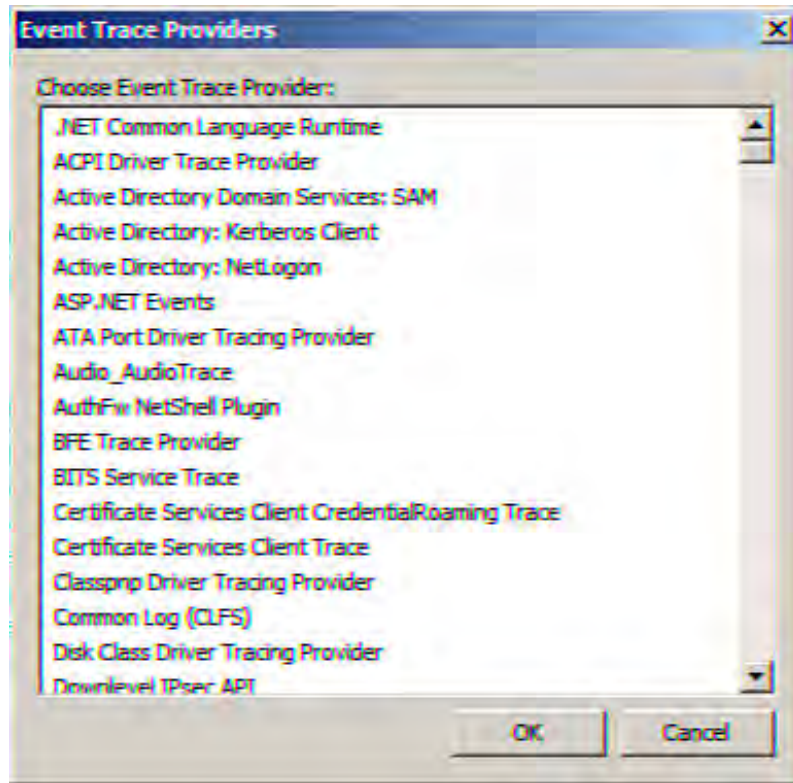 Event Trace Providers
Choose Event Trace Provider:
.NET Common Language Runtime
ACPI Driver Trace Provider
Active Directory Domain Services: SAM
Active Directory: Kerberos Client
Active Directory: NetLogon
ASP.NET Events
ATA Port Driver Tracing Provider
Audio_AudioTrace
AuthFw NetShell Plugin
BFE Trace Provider
BITS Service Trace
Certificate Services Client CredentialRoaming Trace
Certificate Services Client Trace
Classpnp Driver Tracing Provider
Common Log (CLFS)
Disk Class Driver Tracing Provider
Downlevel IPsec API
OK Cancel